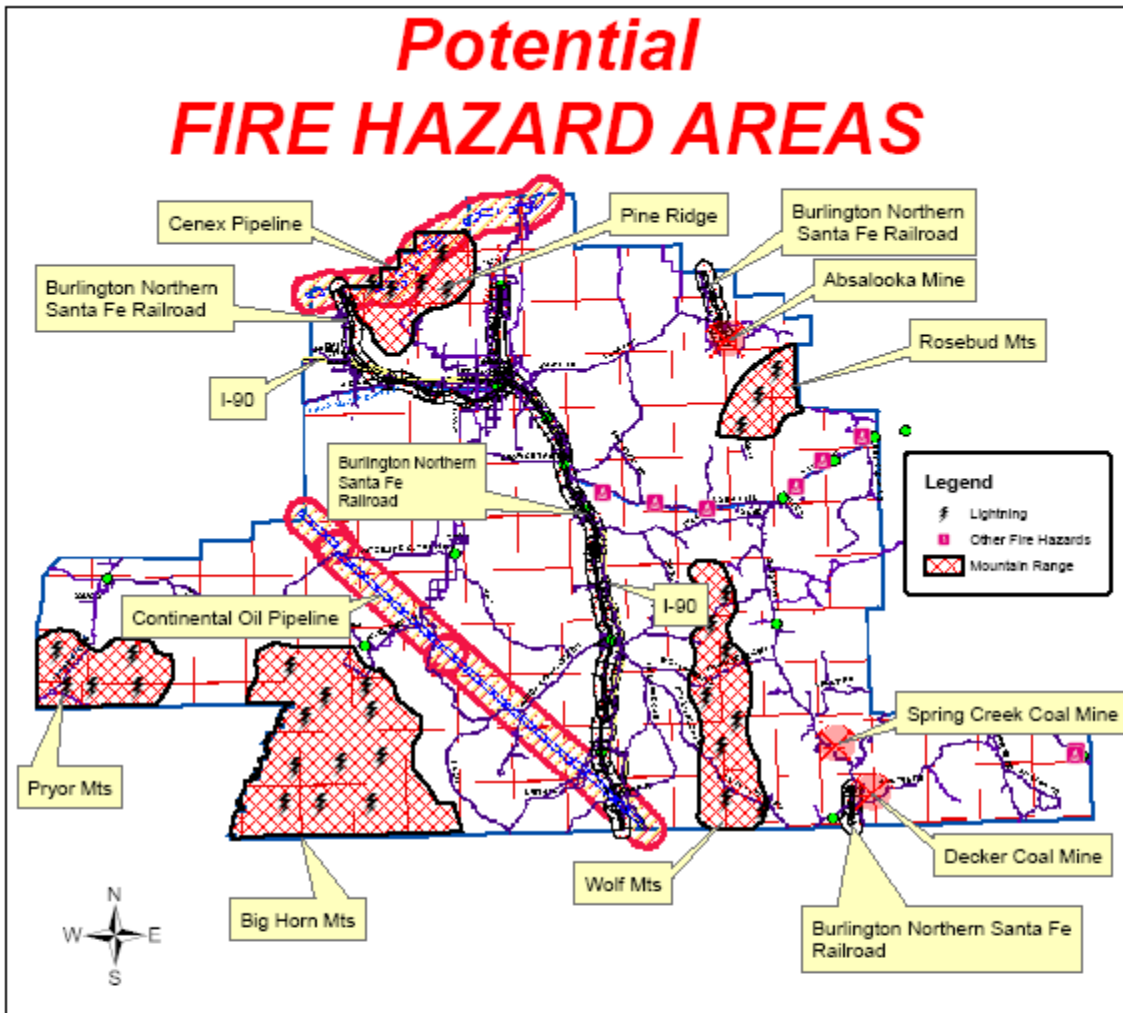 Potential
FIRE HAZARD AREAS
Cenex Pipeline
Pine Ridge
Burlington Northern
Santa Fe Railroad
Burlington Northern
Santa Fe Railroad
Absalooka Mine
Rosebud Mts
I-90
Burlington Northern
Santa Fe
Railroad
Legend
Lightning
Other Fire Hazards
Mountain Range
Continental Oil Pipeline
I-90
Spring Creek Coal Mine
Pryor Mts
Decker Coal Mine
Wolf Mts
Big Horn Mts
Burlington Northern Santa Fe
Railroad
N
W
E
S